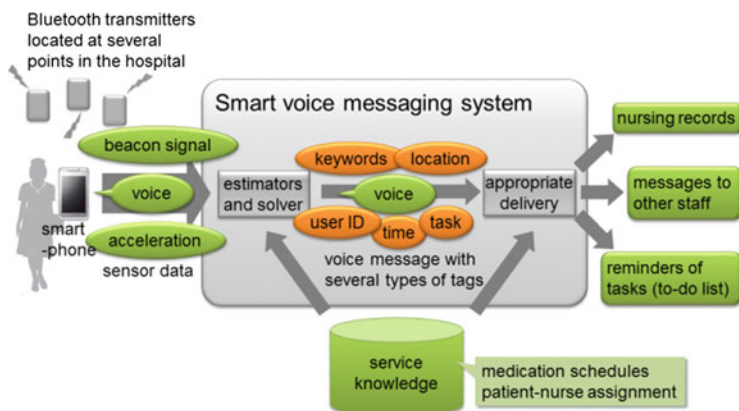 Bluetooth transmitters
located at several
points in the hospital
Smart voice messaging system
beacon signal
voice
acceleration
sensor data
smart
-phone
estimators
and solver
keywords
location
voice
user ID
time
task
voice message with
several types of tags
appropriate
delivery
nursing records
messages to
other staff
reminders of
tasks (to-do list)
service
knowledge
medication schedules
patient-nurse assignment